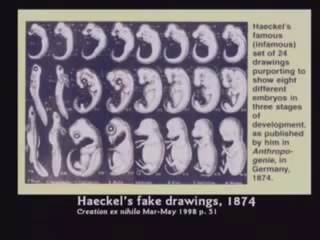 Haeckel's
famous
(infamous)
set of 24
drawings
purporting to
show eight
different
embryos in
three stages
of
development,
as published
by him in
Anthropo-
genie, in
Germany,
1874.
Haeckel's fake drawings, 1874
Creation ex nihilo Mar-May 1998 p. 51